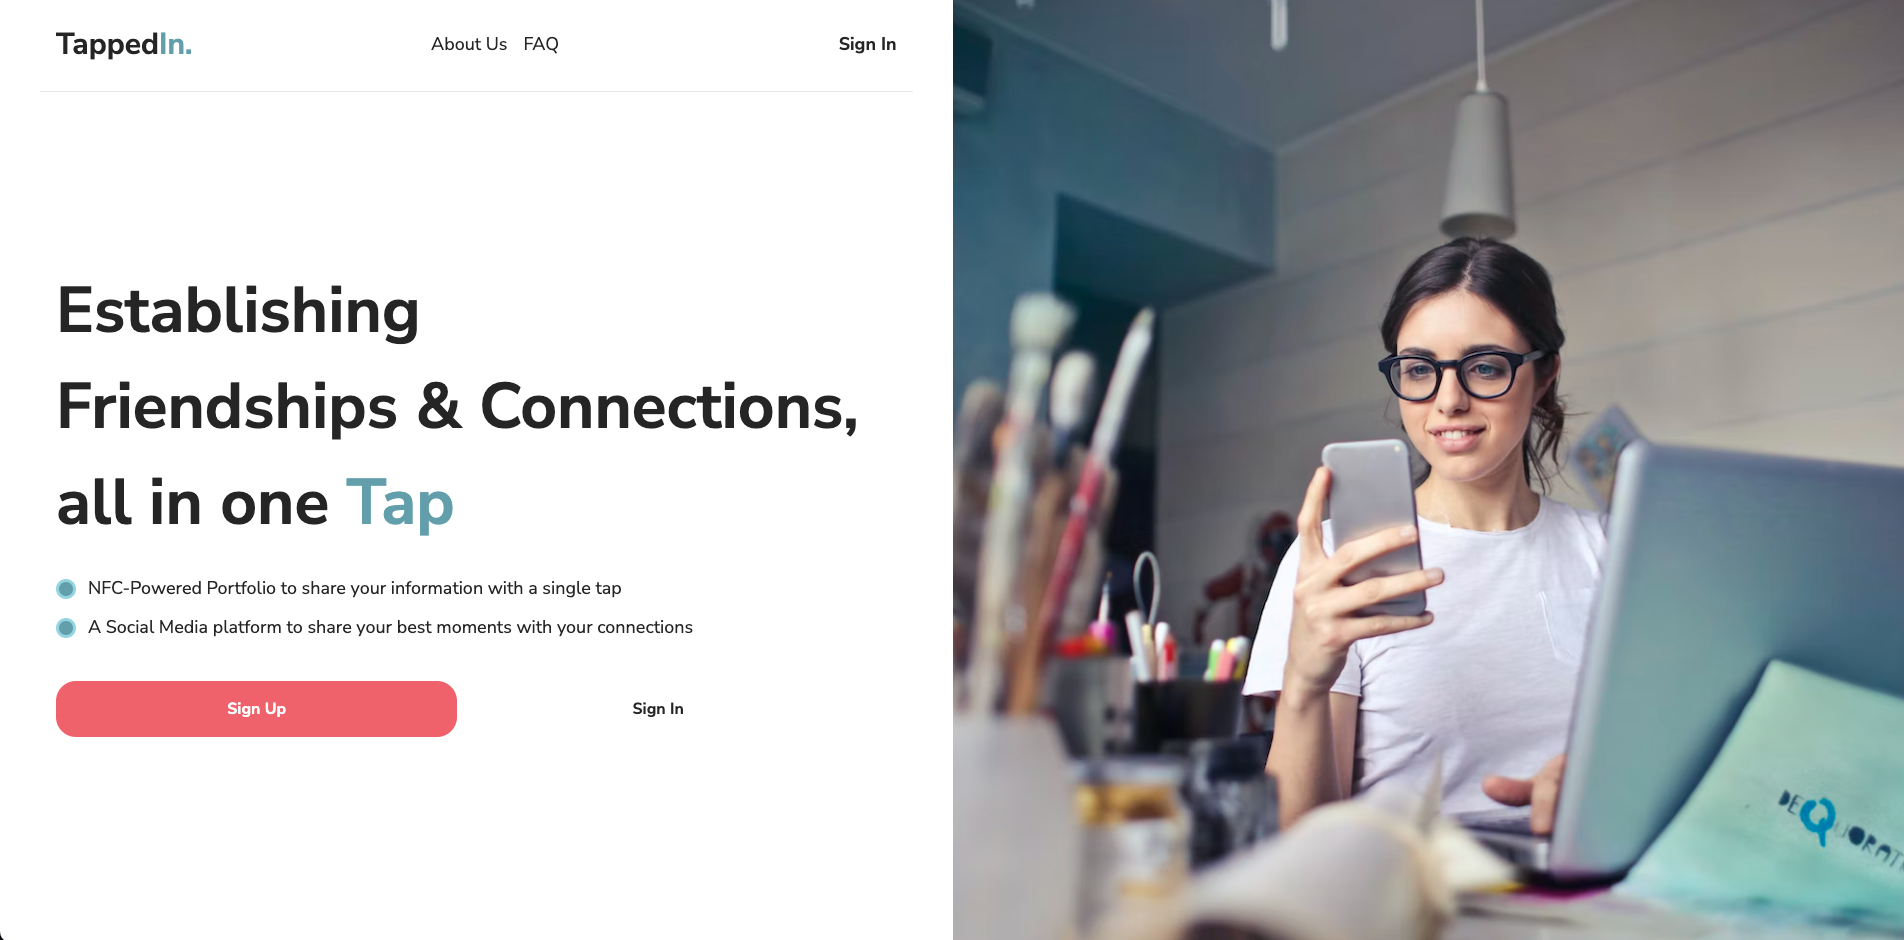 TappedIn.
About Us FAQ
Sign In
Establishing
Friendships & Connections,
all in one Tap
NFC-Powered Portfolio to share your information with a single tap
A Social Media platform to share your best moments with your connections
Sign Up
Sign In